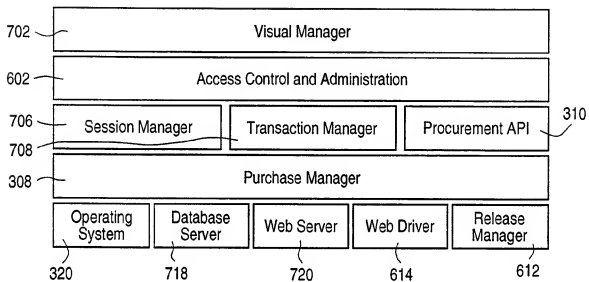 702 Visual Manager
602 Access Control and Administration
706 Session Manager Transaction Manager Procurement API 310
708
308 Purchase Manager
Operating System Database Server Web Server Web Driver Release Manager
320 718 720 614 612